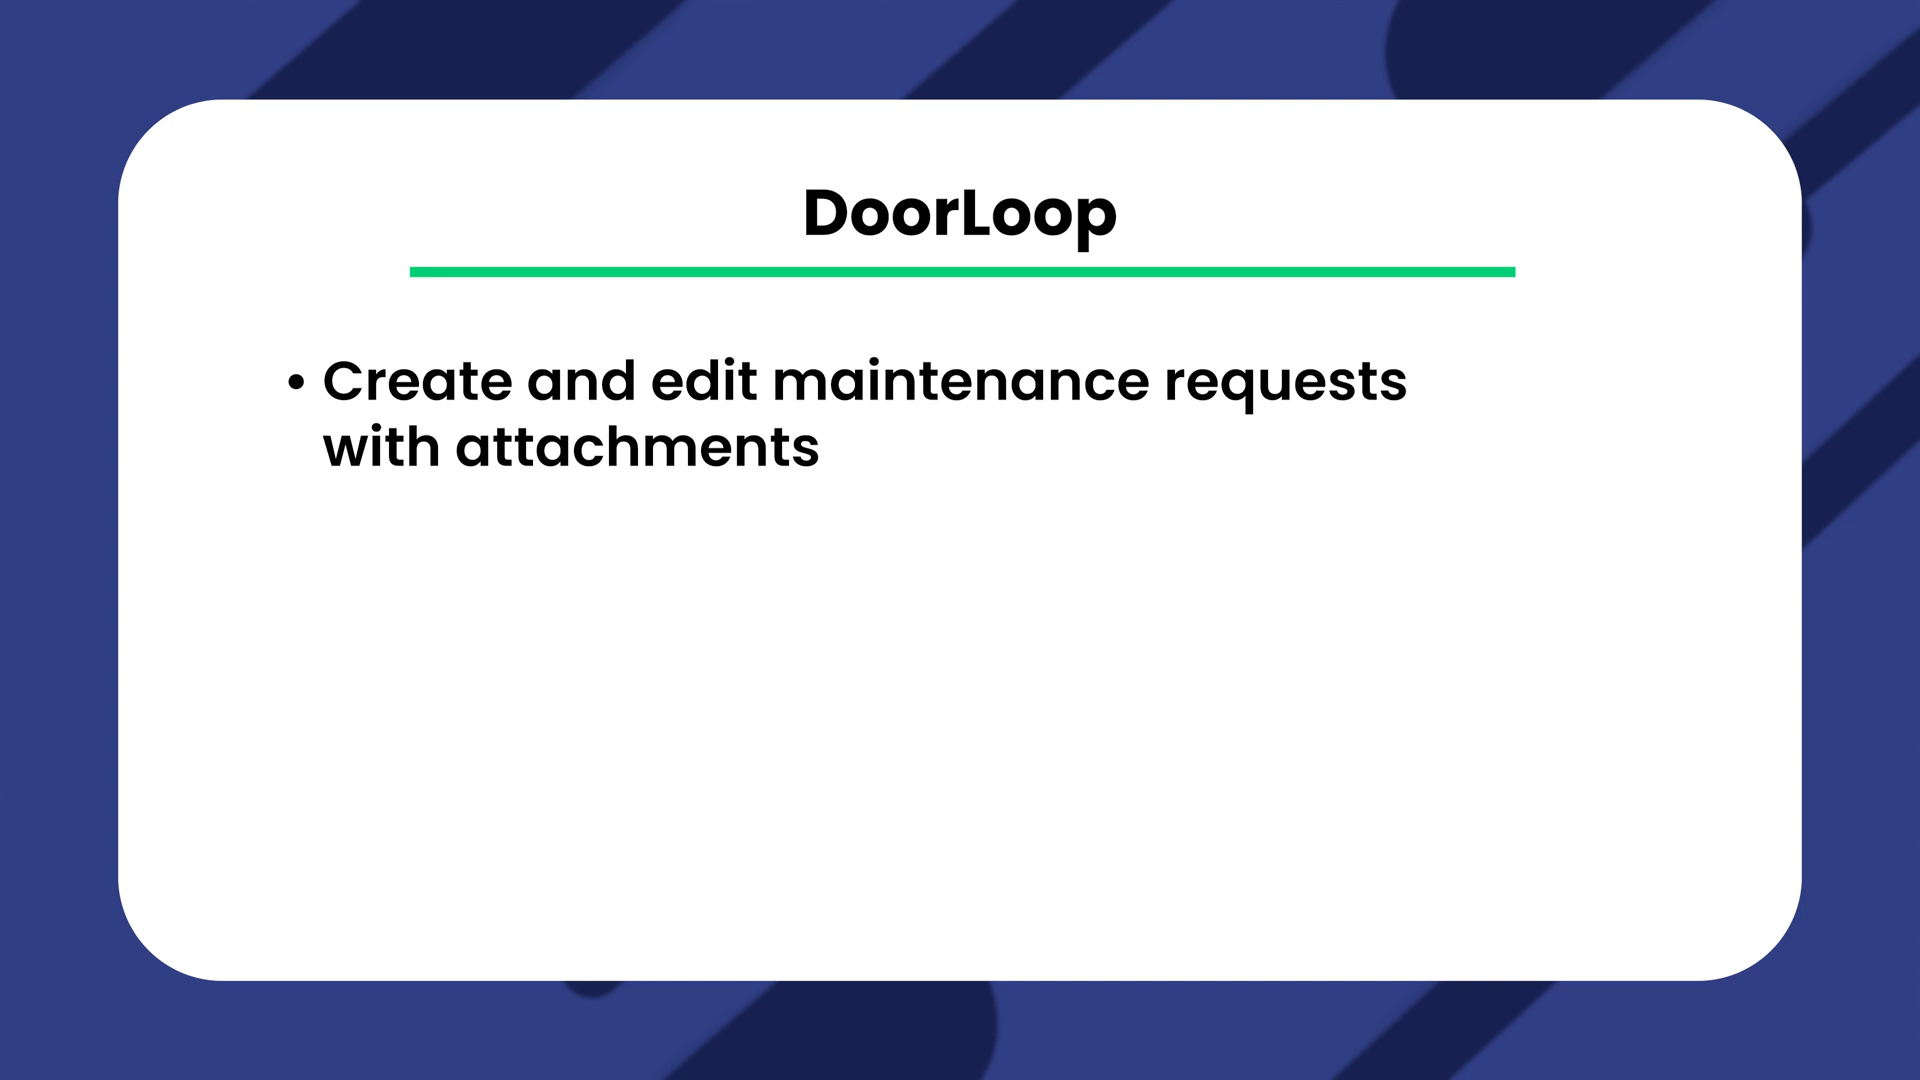 DoorLoop
• Create and edit maintenance requests
with attachments